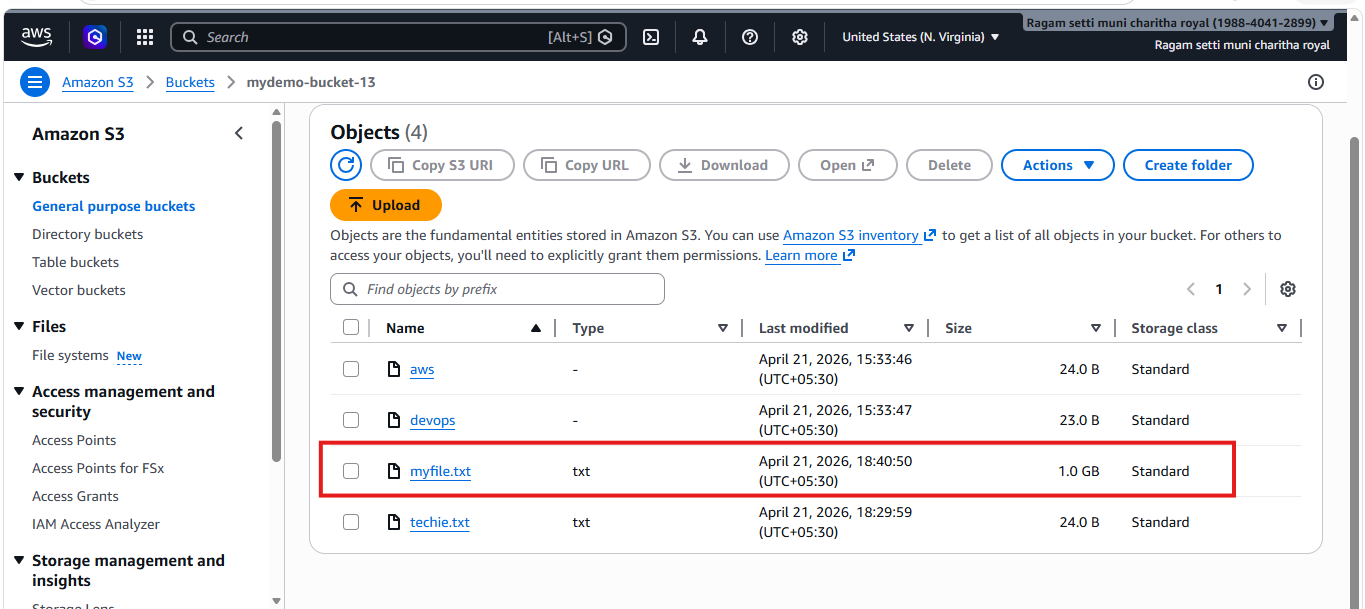 aws
Search
[Alt+S]
United States (N. Virginia)
Ragam setti muni charitha royal (1988-4041-2899)
Ragam setti muni charitha royal
Amazon S3 > Buckets > mydemo-bucket-13
Amazon S3
Buckets
General purpose buckets
Directory buckets
Table buckets
Vector buckets
Files
File systems New
Access management and
security
Access Points
Access Points for FSx
Access Grants
IAM Access Analyzer
Storage management and
insights
Storage Lens
Objects (4)
Copy S3 URI
Copy URL
Download
Open
Delete
Actions
Create folder
Upload
Objects are the fundamental entities stored in Amazon S3. You can use Amazon S3 inventory to get a list of all objects in your bucket. For others to
access your objects, you'll need to explicitly grant them permissions. Learn more
Find objects by prefix
1
Name Type Last modified Size Storage class
aws - April 21, 2026, 15:33:46 24.0 B Standard
(UTC+05:30)
devops - April 21, 2026, 15:33:47 23.0 B Standard
(UTC+05:30)
myfile.txt txt April 21, 2026, 18:40:50 1.0 GB Standard
(UTC+05:30)
techie.txt txt April 21, 2026, 18:29:59 24.0 B Standard
(UTC+05:30)